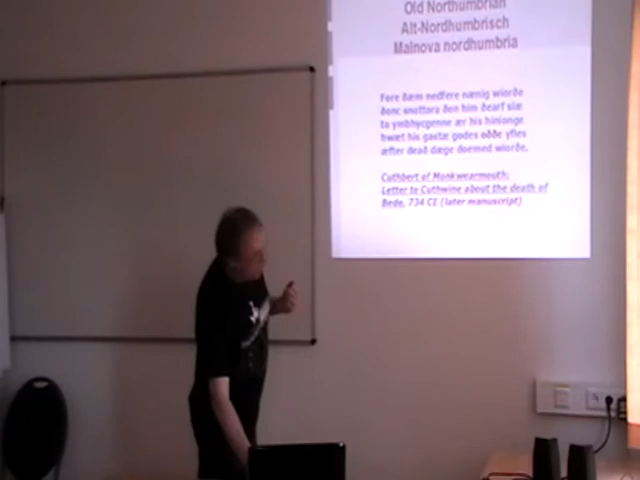 Old Northumbrian
Alt-Nordhumbrisch
Malnova nordhumbria
Fore ðæm nedfere nænig wiorðe
ðonc snottora ðon him ðearf siæ
to ymbhycgenne ær his hinionge
hwæt his gastæ godes oððe yfles
æfter deað dæge doemed wiorðe.
Cuthbert of Monkwearmouth:
Letter to Cuthwine about the death of
Bede, 734 CE (later manuscript)